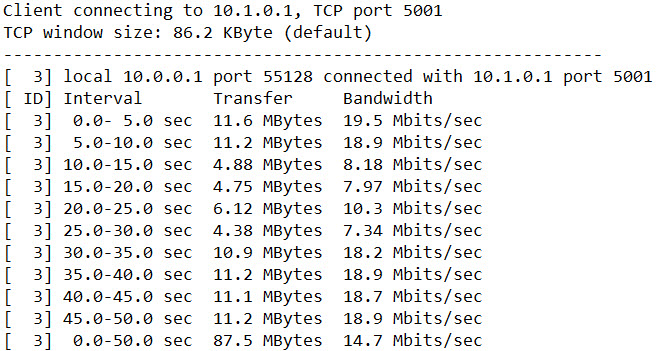 Client connecting to 10.1.0.1, TCP port 5001
TCP window size: 86.2 KByte (default)
------------------------------------------------------------
[  3] local 10.0.0.1 port 55128 connected with 10.1.0.1 port 5001
[ ID] Interval       Transfer     Bandwidth
[  3]  0.0- 5.0 sec  11.6 MBytes  19.5 Mbits/sec
[  3]  5.0-10.0 sec  11.2 MBytes  18.9 Mbits/sec
[  3] 10.0-15.0 sec  4.88 MBytes  8.18 Mbits/sec
[  3] 15.0-20.0 sec  4.75 MBytes  7.97 Mbits/sec
[  3] 20.0-25.0 sec  6.12 MBytes  10.3 Mbits/sec
[  3] 25.0-30.0 sec  4.38 MBytes  7.34 Mbits/sec
[  3] 30.0-35.0 sec  10.9 MBytes  18.2 Mbits/sec
[  3] 35.0-40.0 sec  11.2 MBytes  18.9 Mbits/sec
[  3] 40.0-45.0 sec  11.1 MBytes  18.7 Mbits/sec
[  3] 45.0-50.0 sec  11.2 MBytes  18.9 Mbits/sec
[  3]  0.0-50.0 sec  87.5 MBytes  14.7 Mbits/sec